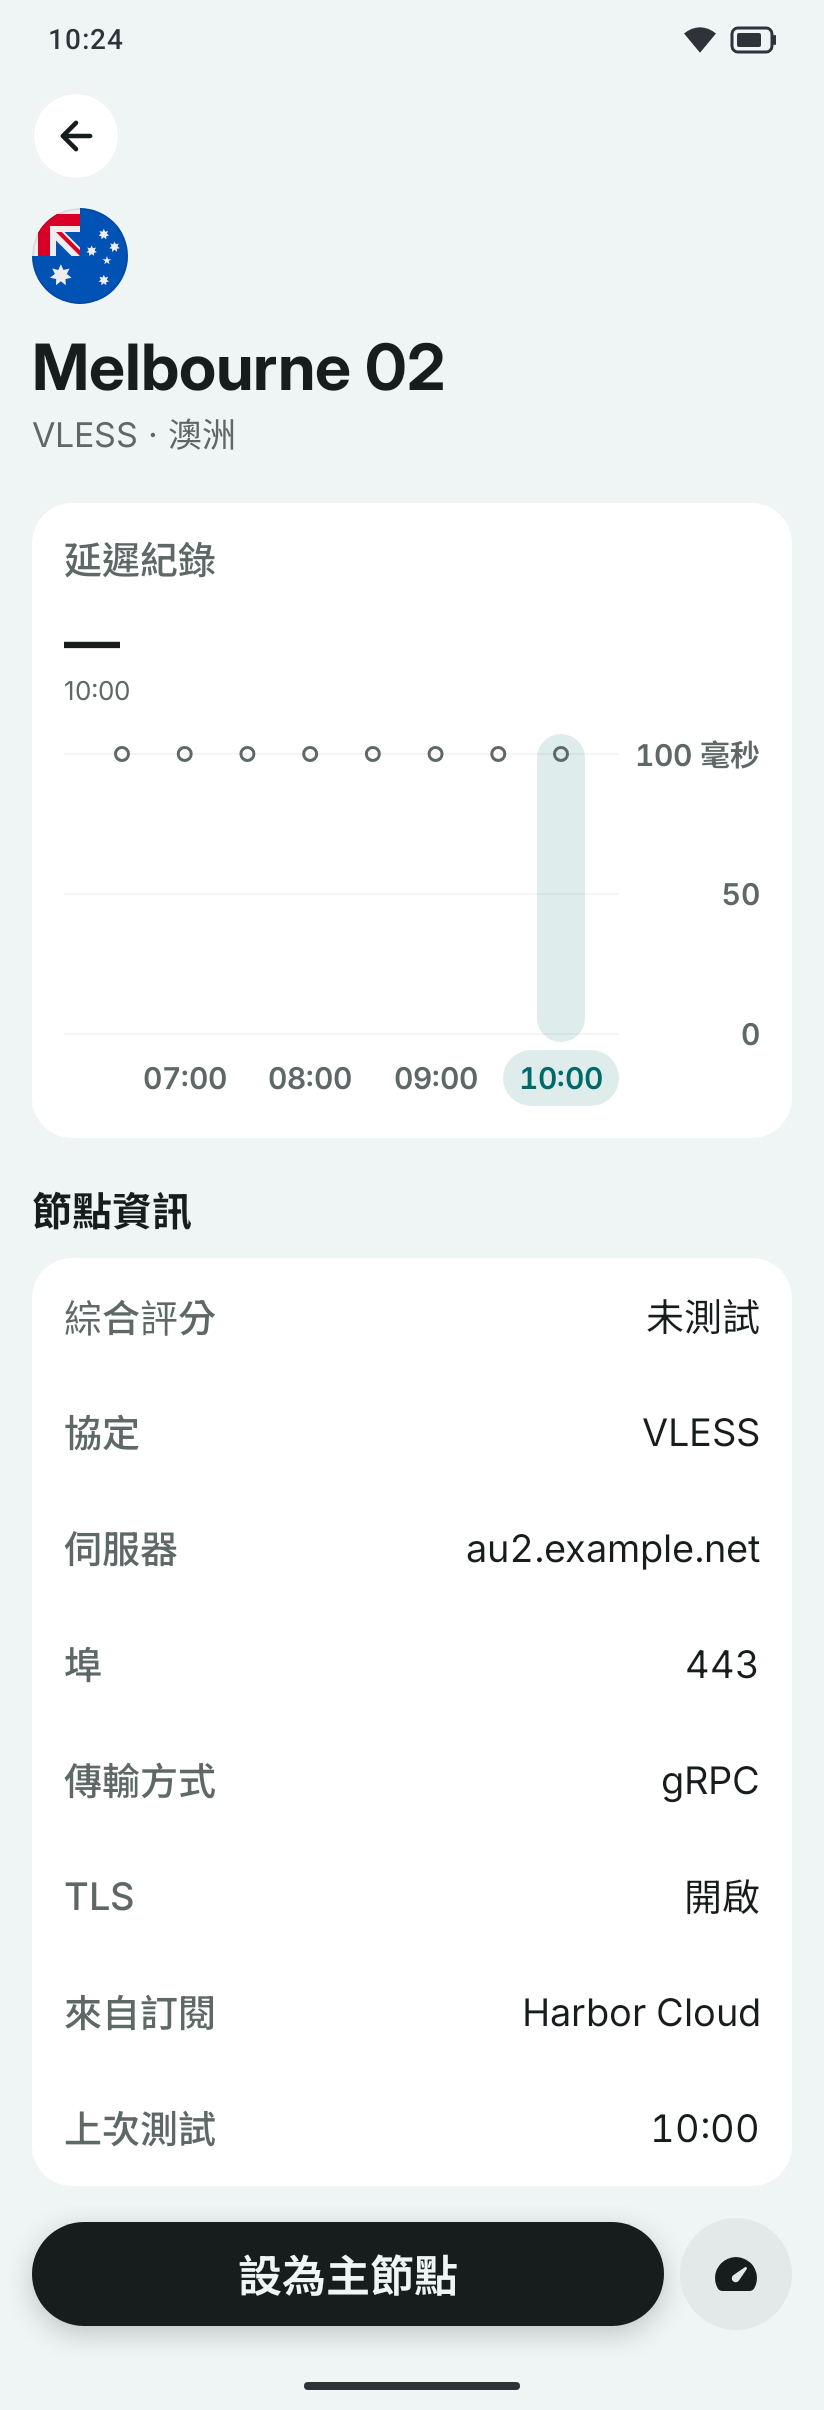 10:24
Melbourne 02
VLESS · 澳洲
延遲紀錄
—
10:00
100 毫秒
50
0
07:00 08:00 09:00 10:00
節點資訊
綜合評分 未測試
協定 VLESS
伺服器 au2.example.net
埠 443
傳輸方式 gRPC
TLS 開啟
來自訂閱 Harbor Cloud
上次測試 10:00
設為主節點